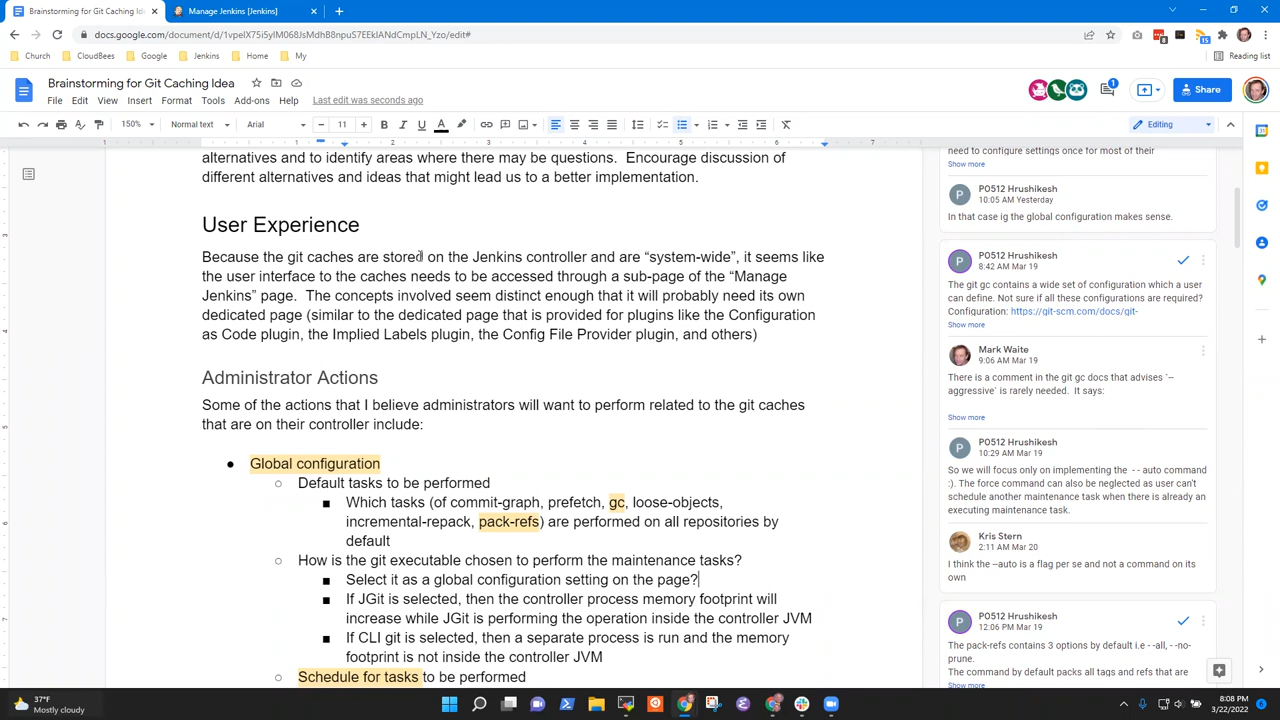 Brainstorming for Git Caching Ide
Manage Jenkins [Jenkins]
docs.google.com/document/d/1vpeIX75i5yIM068JsMdhB8npuS7EEkIANdCmpLN_Yzo/edit#
Church
CloudBees
Google
Jenkins
Home
My
Reading list
Brainstorming for Git Caching Idea
File Edit View Insert Format Tools Add-ons Help Last edit was seconds ago
1
Share
150% Normal text Arial 11 Editing
1 1 2 3 4 5 6 7
alternatives and to identify areas where there may be questions. Encourage discussion of
different alternatives and ideas that might lead us to a better implementation.
User Experience
Because the git caches are stored on the Jenkins controller and are “system-wide”, it seems like
the user interface to the caches needs to be accessed through a sub-page of the “Manage
Jenkins” page. The concepts involved seem distinct enough that it will probably need its own
dedicated page (similar to the dedicated page that is provided for plugins like the Configuration
as Code plugin, the Implied Labels plugin, the Config File Provider plugin, and others)
Administrator Actions
Some of the actions that I believe administrators will want to perform related to the git caches
that are on their controller include:
● Global configuration
○ Default tasks to be performed
■ Which tasks (of commit-graph, prefetch, gc, loose-objects,
incremental-repack, pack-refs) are performed on all repositories by
default
○ How is the git executable chosen to perform the maintenance tasks?
■ Select it as a global configuration setting on the page?
■ If JGit is selected, then the controller process memory footprint will
increase while JGit is performing the operation inside the controller JVM
■ If CLI git is selected, then a separate process is run and the memory
footprint is not inside the controller JVM
○ Schedule for tasks to be performed
need to configure settings once for most of their
Show more
P0512 Hrushikesh
10:05 AM Yesterday
In that case ig the global configuration makes sense.
P0512 Hrushikesh
8:42 AM Mar 19
The git gc contains a wide set of configuration which a user
can define. Not sure if all these configurations are required?
Configuration: https://git-scm.com/docs/git-
Show more
Mark Waite
9:06 AM Mar 19
There is a comment in the git gc docs that advises `--
aggressive` is rarely needed. It says:
Show more
P0512 Hrushikesh
10:29 AM Mar 19
So we will focus only on implementing the - - auto command
:). The force command can also be neglected as user can't
schedule another maintenance task when there is already an
executing maintenance task.
Kris Stern
2:11 AM Mar 20
I think the --auto is a flag per se and not a command on its
own
P0512 Hrushikesh
12:06 PM Mar 19
The pack-refs contains 3 options by default i.e - -all, - -no-
prune.
The command by default packs all tags and refs that are
Show more
37°F
Mostly cloudy
8:08 PM
3/22/2022